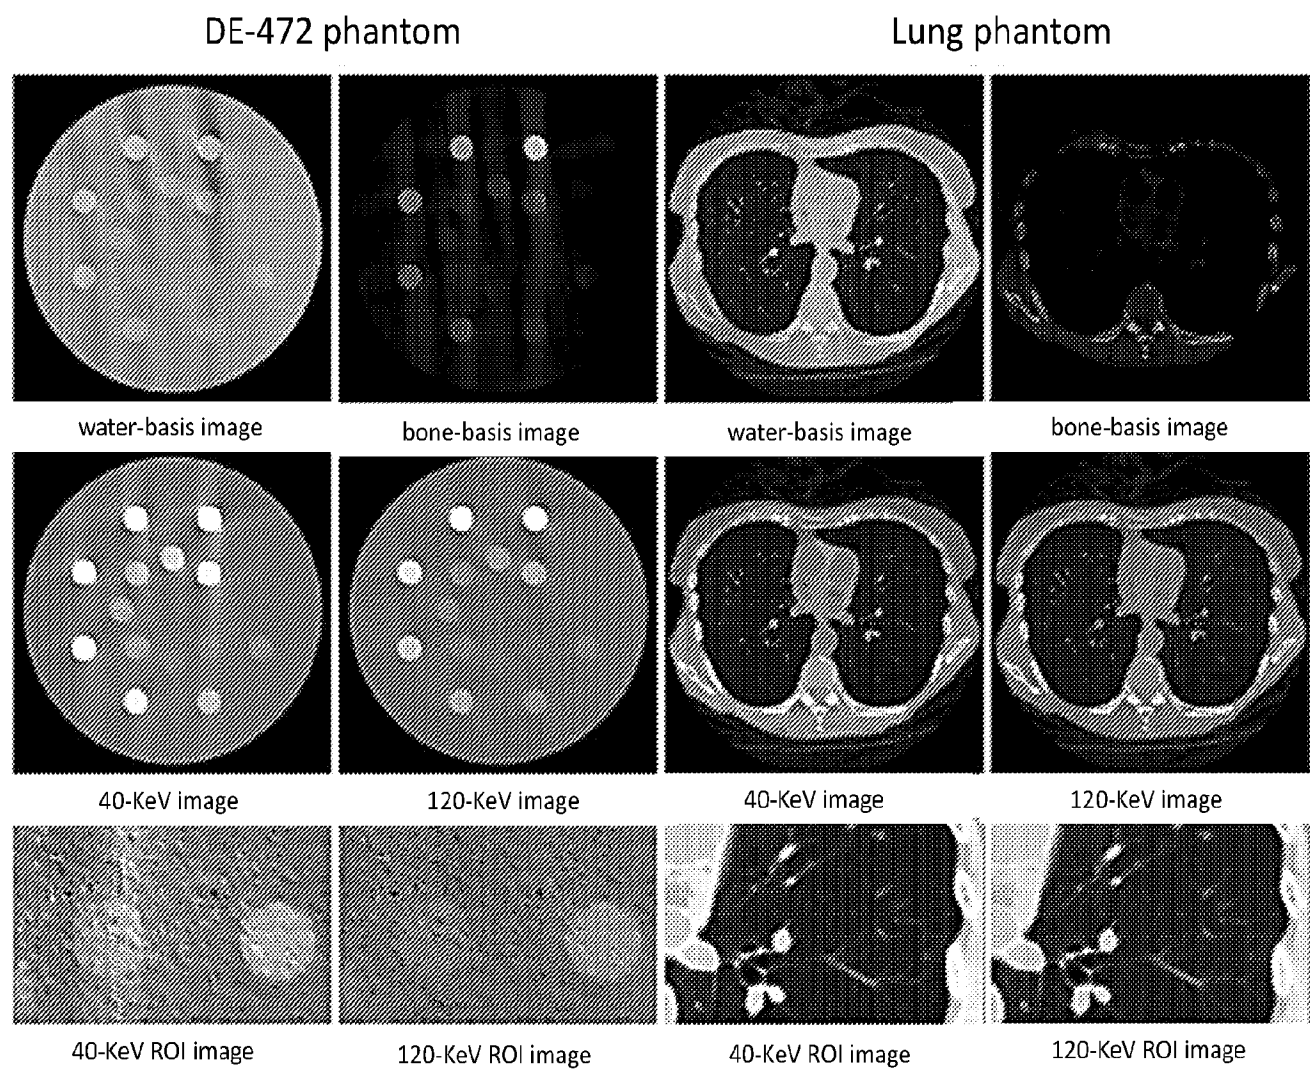 DE-472 phantom
Lung phantom
water-basis image
bone-basis image
water-basis image
bone-basis image
40-KeV image
120-KeV image
40-KeV image
120-KeV image
40-KeV ROI image
120-KeV ROI image
40-KeV ROI image
120-KeV ROI image